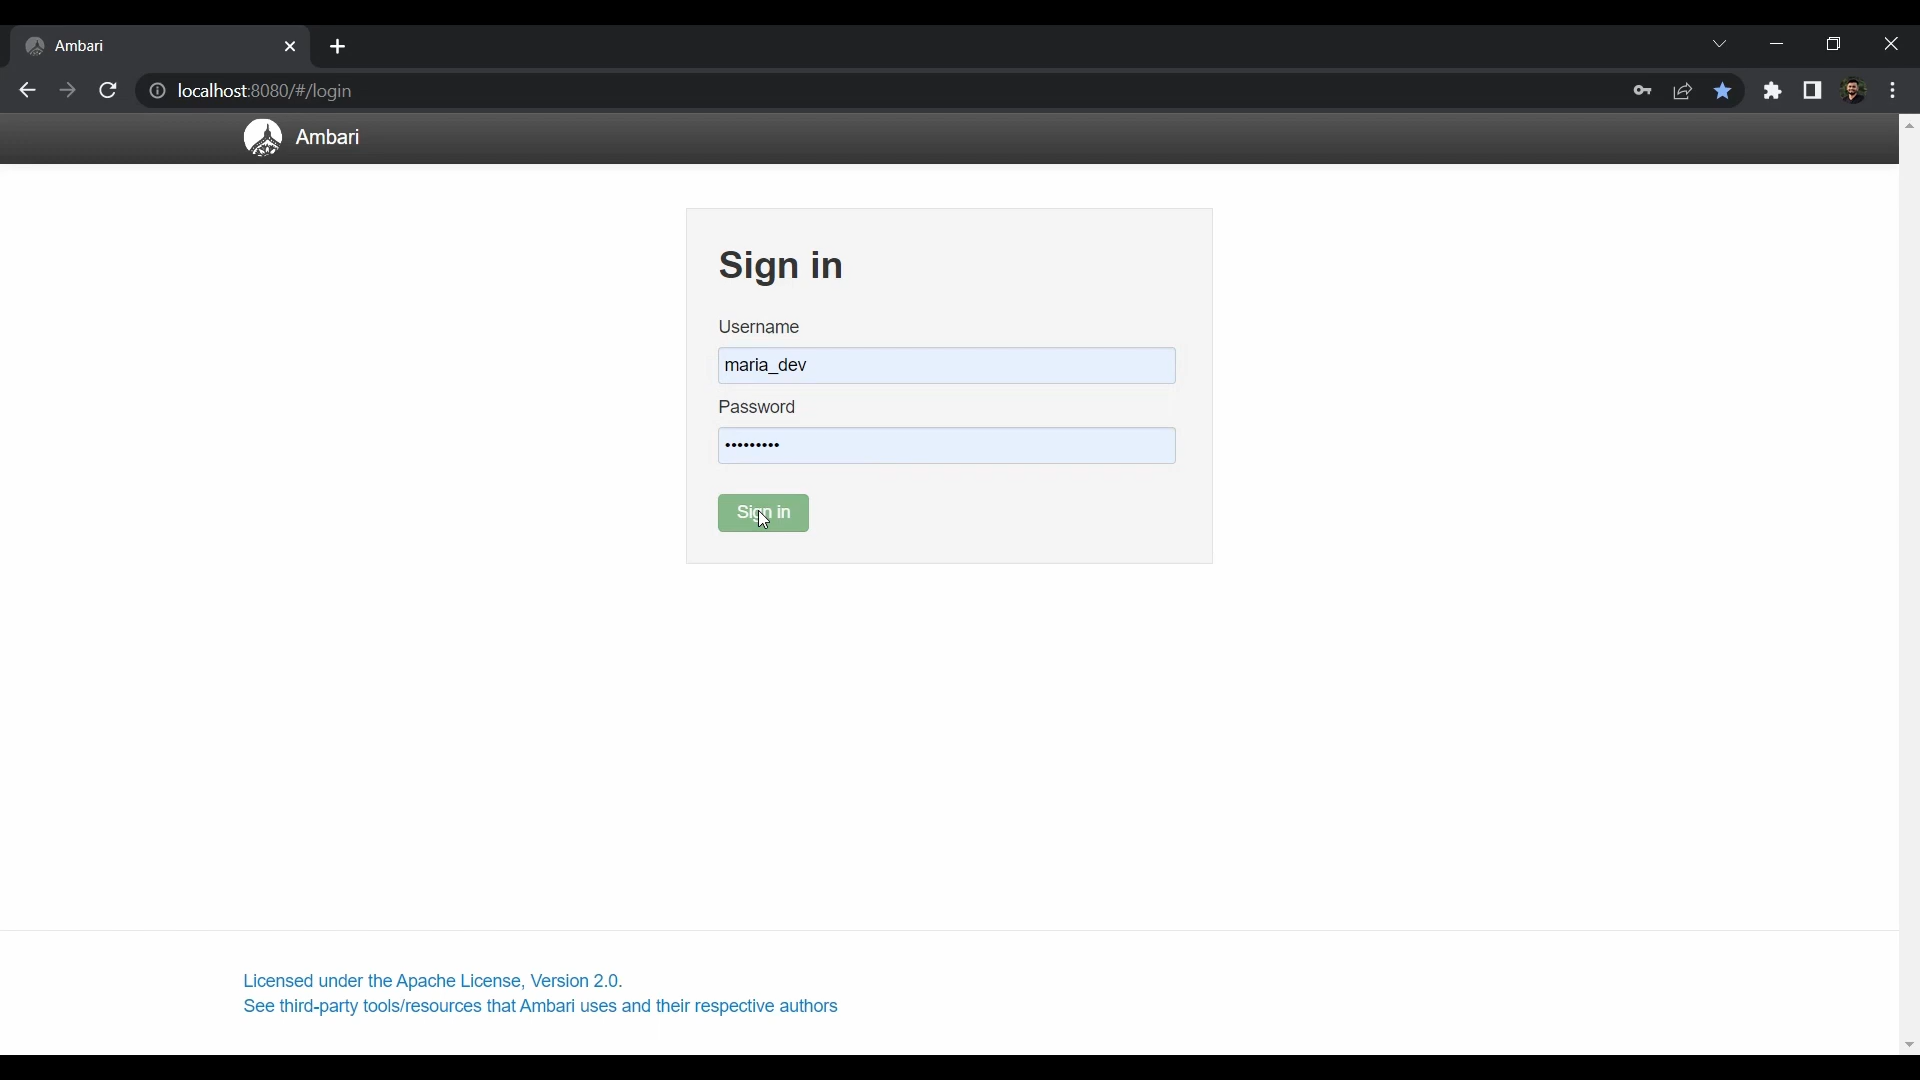 Ambari
localhost:8080/#/login
Ambari
Sign in
Username
maria_dev
Password
•••••••••
Sign in
Licensed under the Apache License, Version 2.0.
See third-party tools/resources that Ambari uses and their respective authors